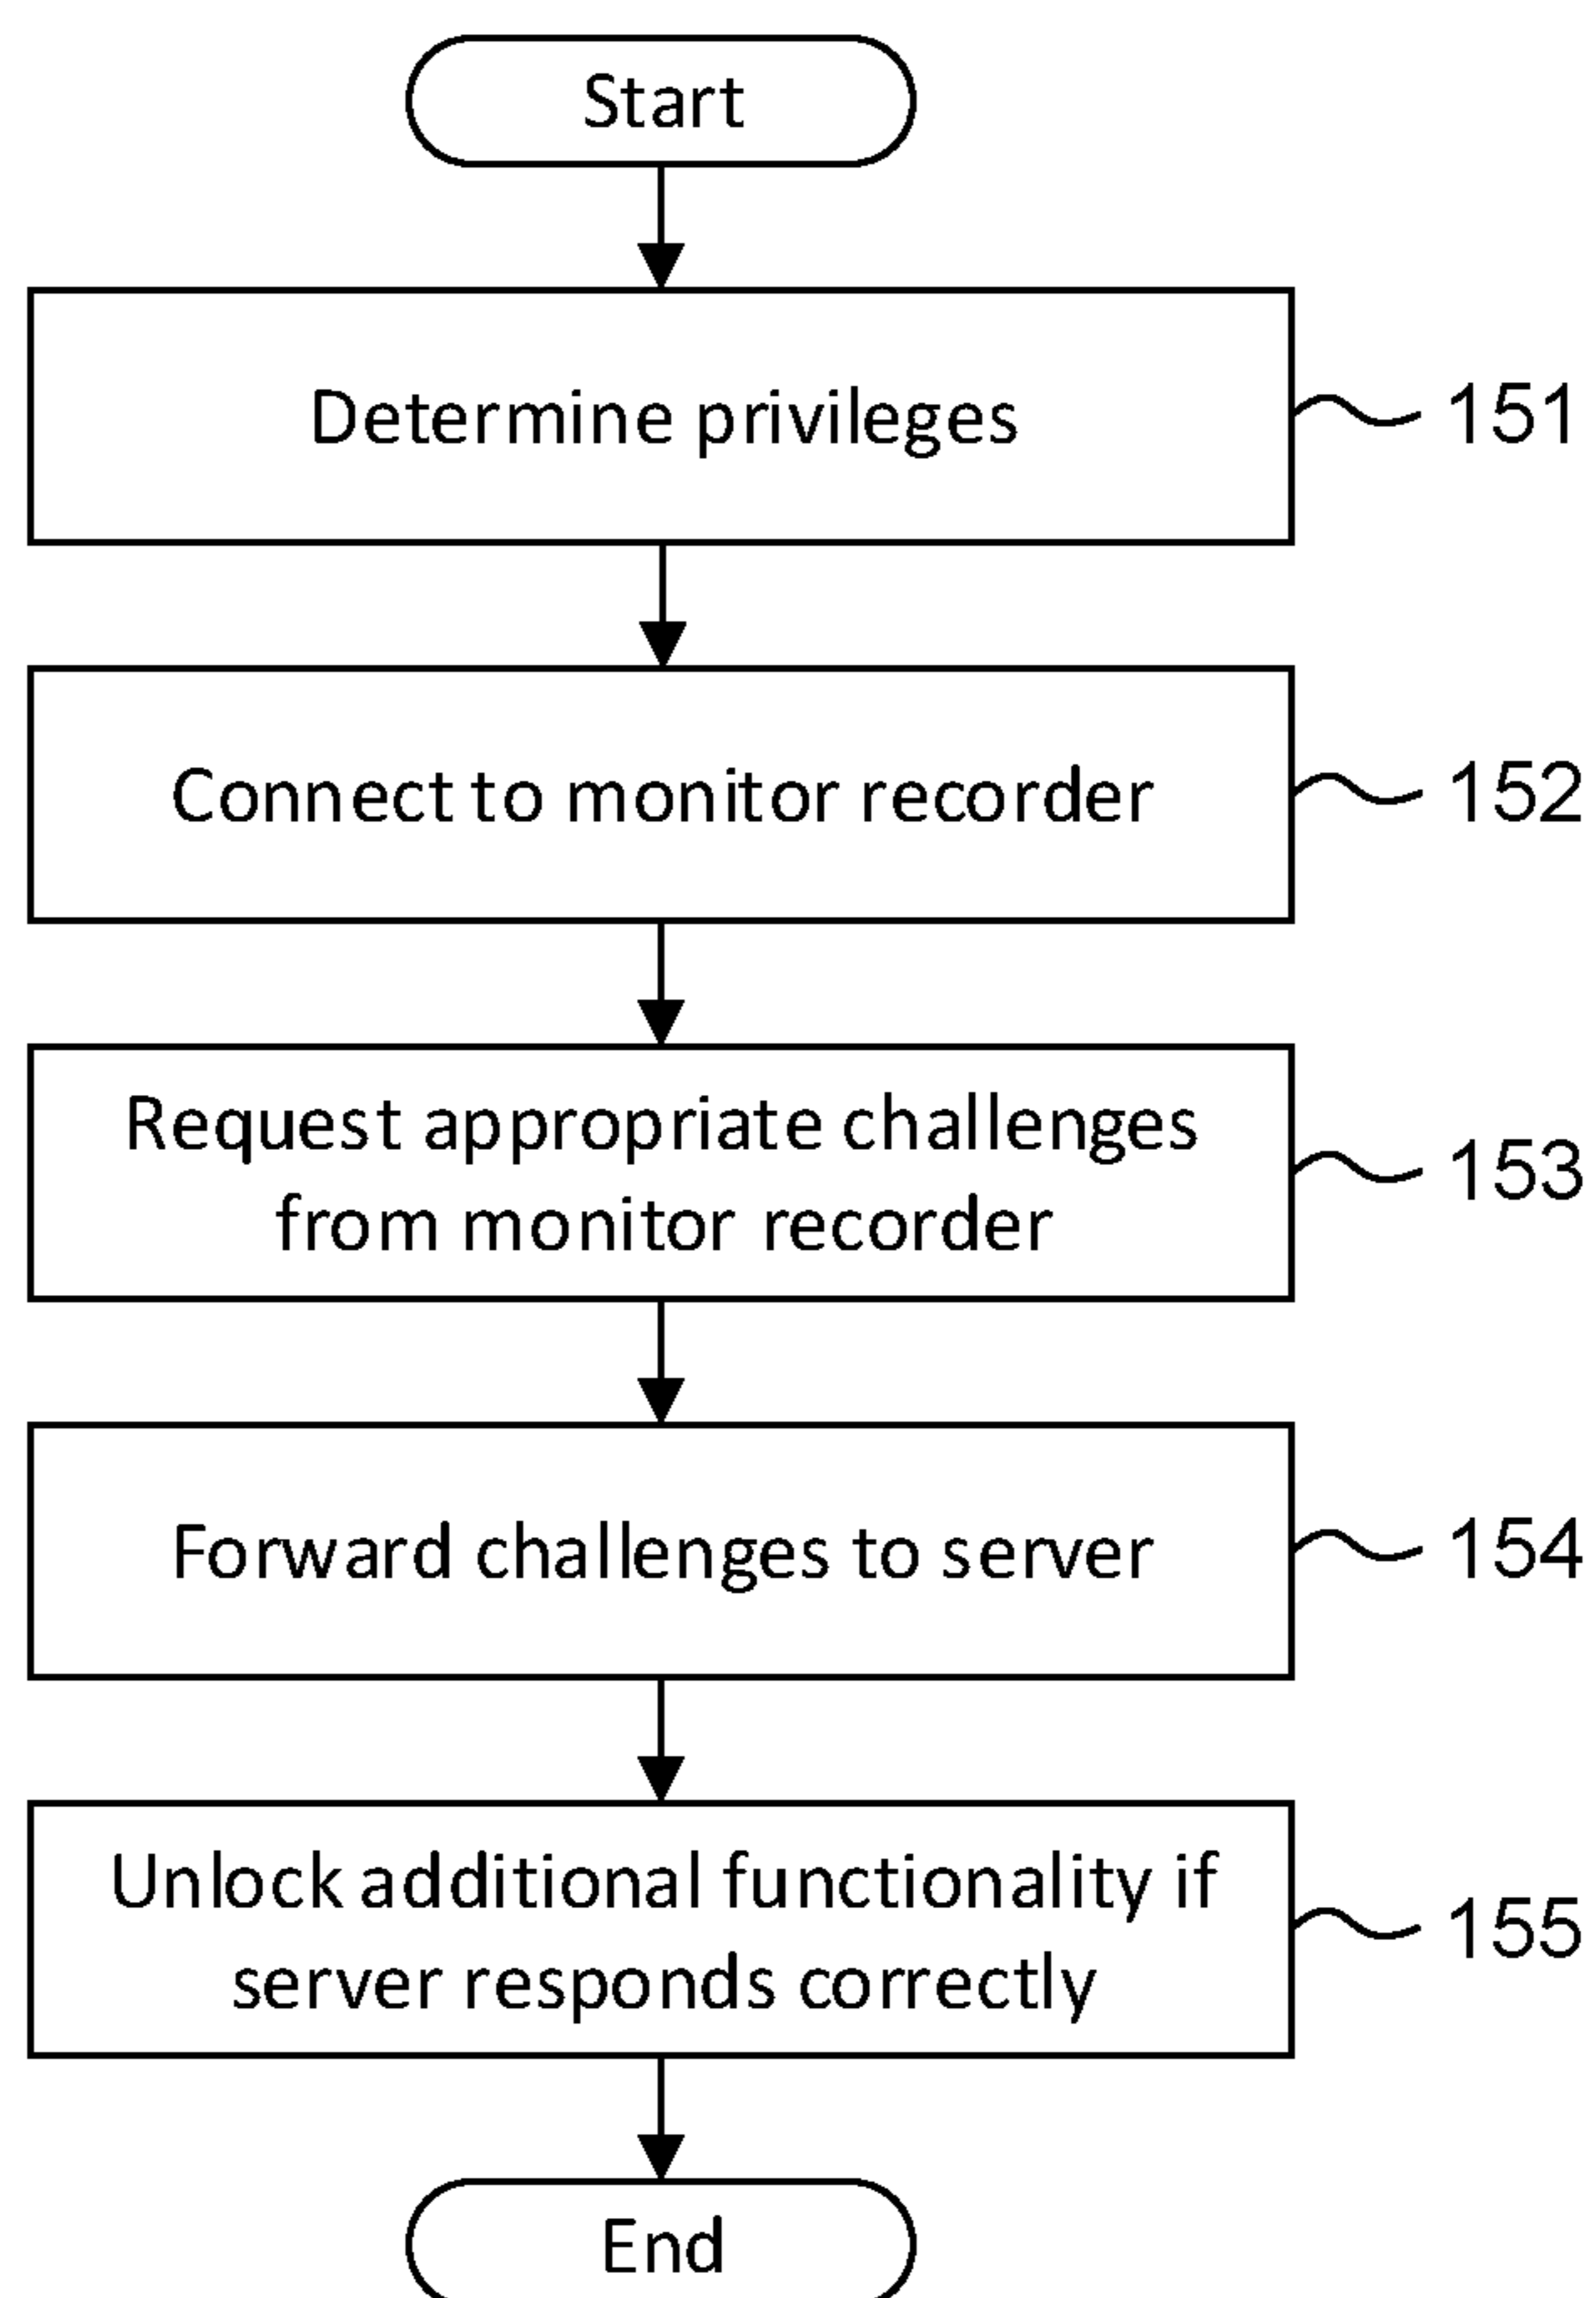 Start
Determine privileges
151
Connect to monitor recorder
152
Request appropriate challenges
from monitor recorder
153
Forward challenges to server
154
Unlock additional functionality if
server responds correctly
155
End